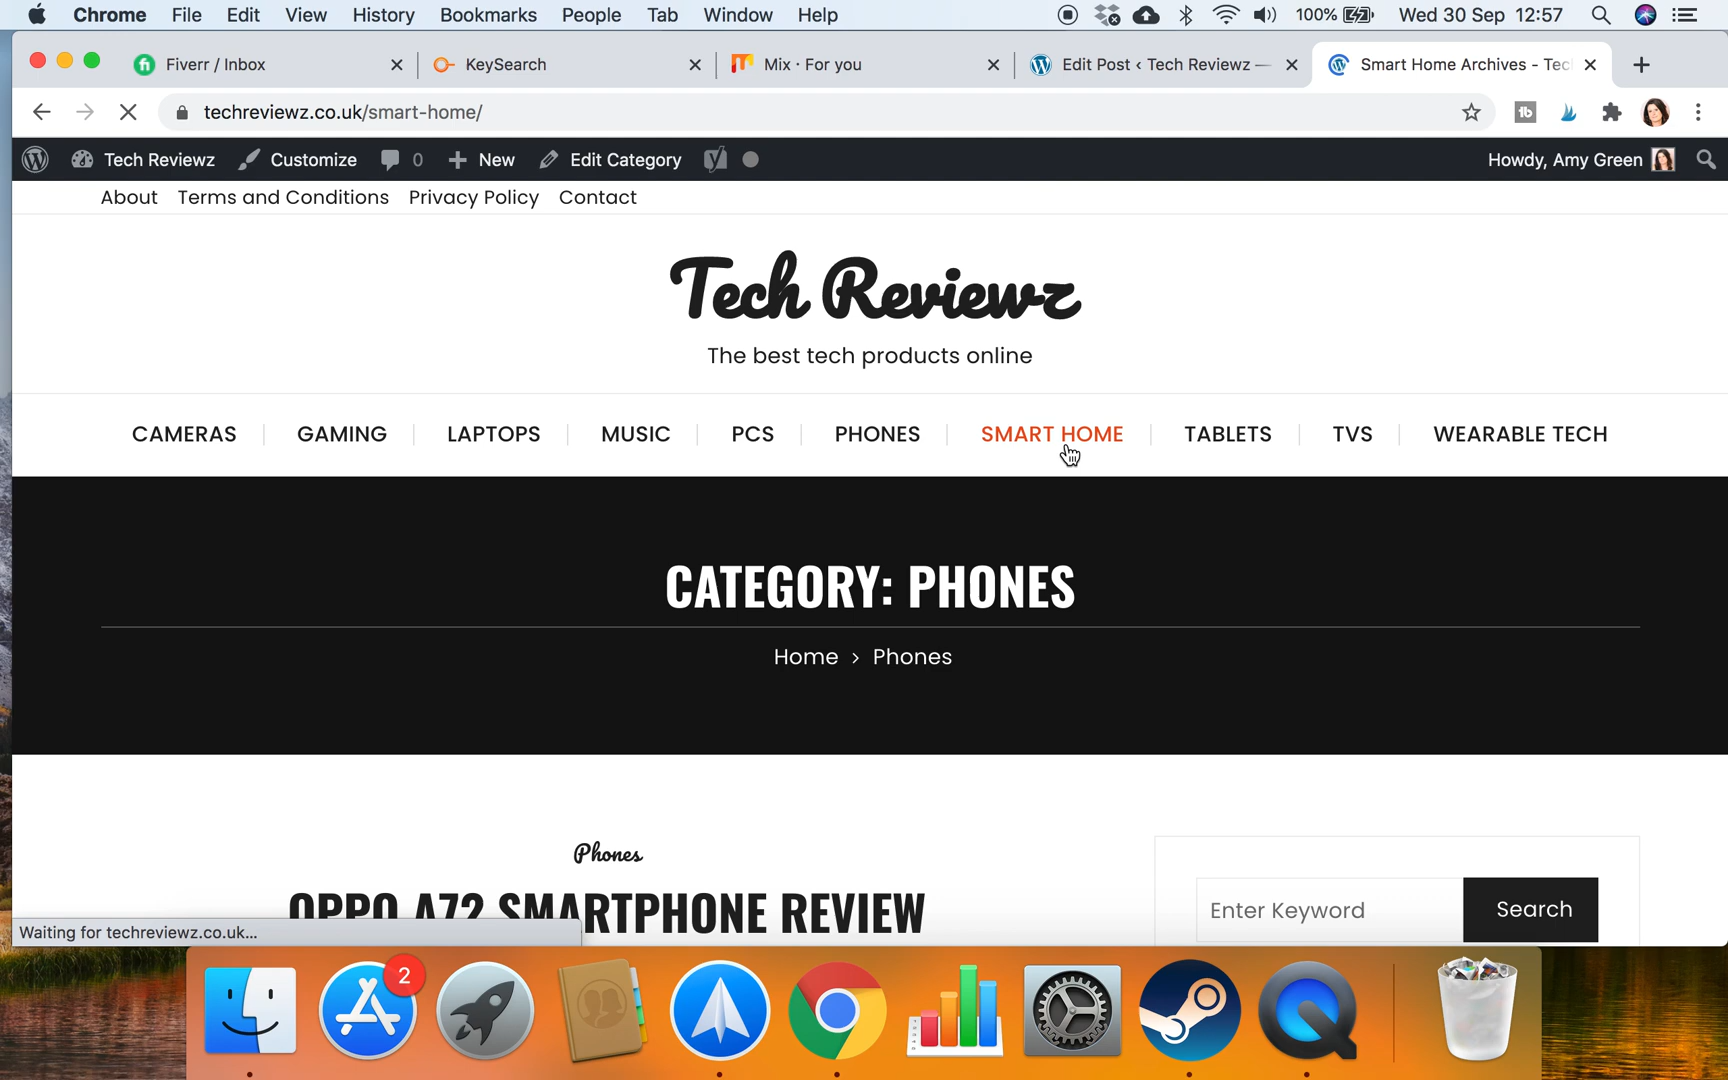 Chrome File Edit View History Bookmarks People Tab Window Help 100% Wed 30 Sep 12:57
Fiverr / Inbox KeySearch Mix · For you Edit Post ‹ Tech Reviewz — Smart Home Archives - Tec
techreviewz.co.uk/smart-home/
Tech Reviewz Customize 0 New Edit Category Howdy, Amy Green
About Terms and Conditions Privacy Policy Contact
Tech Reviewz
The best tech products online
CAMERAS GAMING LAPTOPS MUSIC PCS PHONES SMART HOME TABLETS TVS WEARABLE TECH
CATEGORY: PHONES
Home › Phones
Phones
OPPO A72 SMARTPHONE REVIEW
Enter Keyword Search
Waiting for techreviewz.co.uk...
2